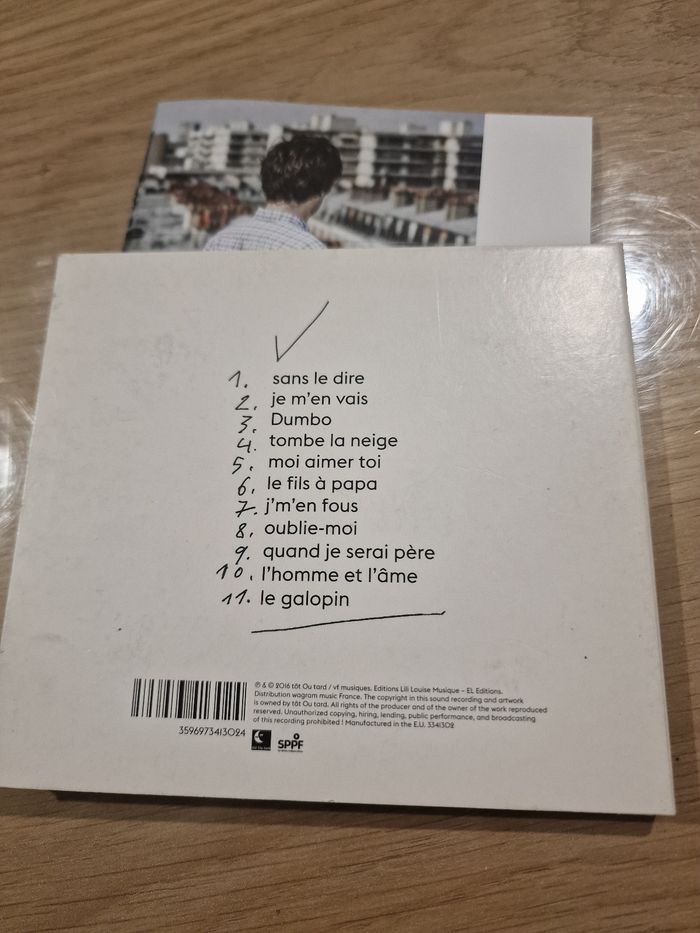 1. sans le dire
2. je m'en vais
3. Dumbo
4. tombe la neige
5. moi aimer toi
6. le fils à papa
7. j'm'en fous
8. oublie-moi
9. quand je serai père
10. l'homme et l'âme
11. le galopin
℗ & © 2016 tôt Ou tard / vf musiques. Editions Lili Louise Musique - EL Editions.
Distribution wagram music France. The copyright in this sound recording and artwork
is owned by tôt Ou tard. All rights of the producer and of the owner of the work reproduced
reserved. Unauthorized copying, hiring, lending, public performance, and broadcasting
of this recording prohibited ! Manufactured in the E.U. 3341302
3596973413024
SPPF